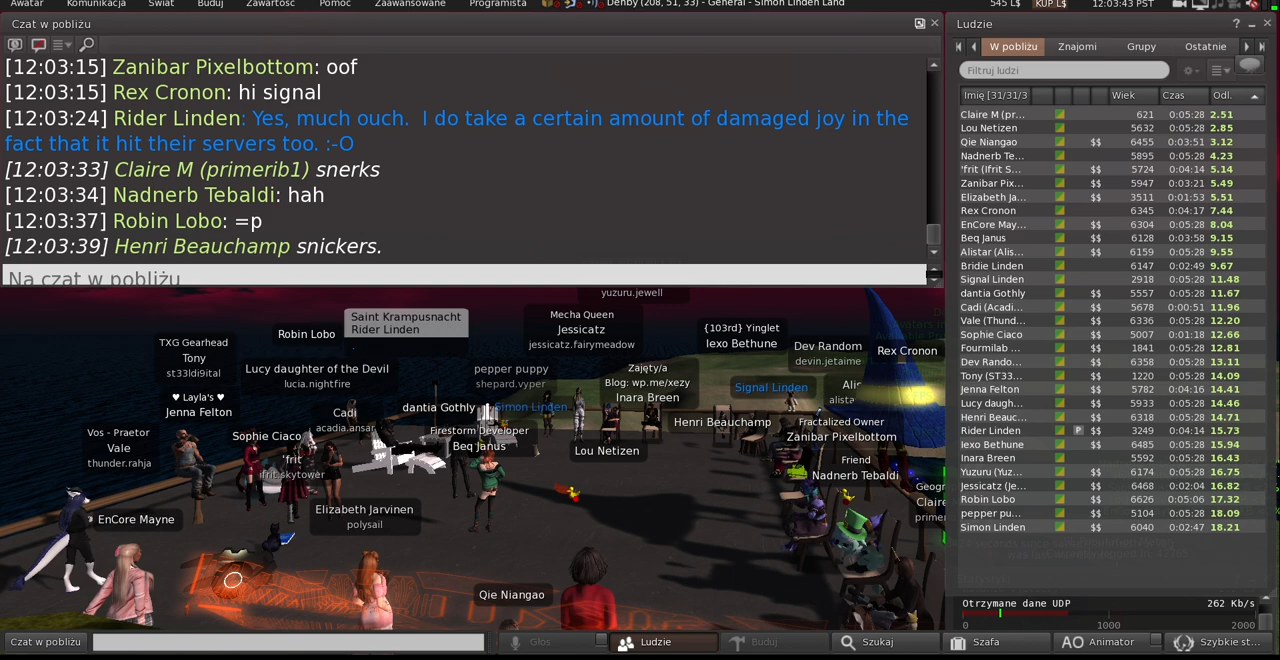 Awatar Komunikacja Świat Buduj Zawartość Pomoc Zaawansowane Programista Denby (208, 51, 33) - General - Simon Linden Land 545 L$ KUP L$ 12:03:43 PST
Czat w pobliżu
[12:03:15] Zanibar Pixelbottom: oof
[12:03:15] Rex Cronon: hi signal
[12:03:24] Rider Linden: Yes, much ouch. I do take a certain amount of damaged joy in the
fact that it hit their servers too. :-O
[12:03:33] Claire M (primerib1) snerks
[12:03:34] Nadnerb Tebaldi: hah
[12:03:37] Robin Lobo: =p
[12:03:39] Henri Beauchamp snickers.
Na czat w pobliżu
yuzuru.jewell
Saint Krampusnacht
Rider Linden
Robin Lobo
Mecha Queen
Jessicatz
jessicatz.fairymeadow
{103rd} Yinglet
Iexo Bethune
Dev Random
devin.jetaime
Rex Cronon
TXG Gearhead
Tony
st33ldi9ital
Lucy daughter of the Devil
lucia.nightfire
pepper puppy
shepard.vyper
Zajęty/a
Blog: wp.me/xezy
Inara Breen
Signal Linden
Alis
alista
♥ Layla's ♥
Jenna Felton
Cadi
acadia.ansar
dantia Gothly
Simon Linden
Henri Beauchamp
Fractalized Owner
Zanibar Pixelbottom
Vos - Praetor
Vale
thunder.rahja
Sophie Ciaco
Firestorm Developer
Beq Janus
Lou Netizen
'frit
ifrit.skytower
Friend
Nadnerb Tebaldi
Geogr
Claire
primer
Elizabeth Jarvinen
polysail
EnCore Mayne
Qie Niangao
Ludzie
W pobliżu Znajomi Grupy Ostatnie
Filtruj ludzi
Imię [31/31/3 Wiek Czas Odl.
Claire M (pr... 621 0:05:28 2.51
Lou Netizen 5632 0:05:28 2.85
Qie Niangao $$ 6455 0:03:51 3.12
Nadnerb Te... 5895 0:05:28 4.23
'frit (Ifrit S... $$ 5724 0:04:14 5.14
Zanibar Pix... $$ 5947 0:03:21 5.49
Elizabeth Ja... $$ 3511 0:01:53 5.51
Rex Cronon 6345 0:04:17 7.44
EnCore May... $$ 6304 0:05:28 8.04
Beq Janus $$ 6128 0:03:58 9.15
Alistar (Alis... $$ 6159 0:05:28 9.55
Bridie Linden 6147 0:02:49 9.67
Signal Linden 2918 0:05:28 11.48
dantia Gothly $$ 5557 0:05:28 11.67
Cadi (Acadi... $$ 5678 0:00:51 11.96
Vale (Thund... $$ 6336 0:05:28 12.20
Sophie Ciaco $$ 5007 0:01:18 12.66
Fourmilab ... $$ 1841 0:05:28 12.81
Dev Rando... $$ 6358 0:05:28 13.11
Tony (ST33... $$ 1220 0:05:28 14.09
Jenna Felton $$ 5782 0:04:16 14.41
Lucy daugh... $$ 5933 0:05:28 14.46
Henri Beauc... $$ 6318 0:05:28 14.71
Rider Linden P $$ 3249 0:04:14 15.73
Iexo Bethune $$ 6485 0:05:28 15.94
Inara Breen 5592 0:05:28 16.43
Yuzuru (Yuz... $$ 6174 0:05:28 16.75
Jessicatz (Je... $$ 6468 0:02:04 16.82
Robin Lobo $$ 6626 0:05:06 17.32
pepper pu... $$ 5104 0:05:28 18.09
Simon Linden $$ 6040 0:02:47 18.21
Otrzymane dane UDP 262 Kb/s
0 1000 2000
Czat w pobliżu Głos Ludzie Buduj Szukaj Szafa AO Animator Szybkie st...